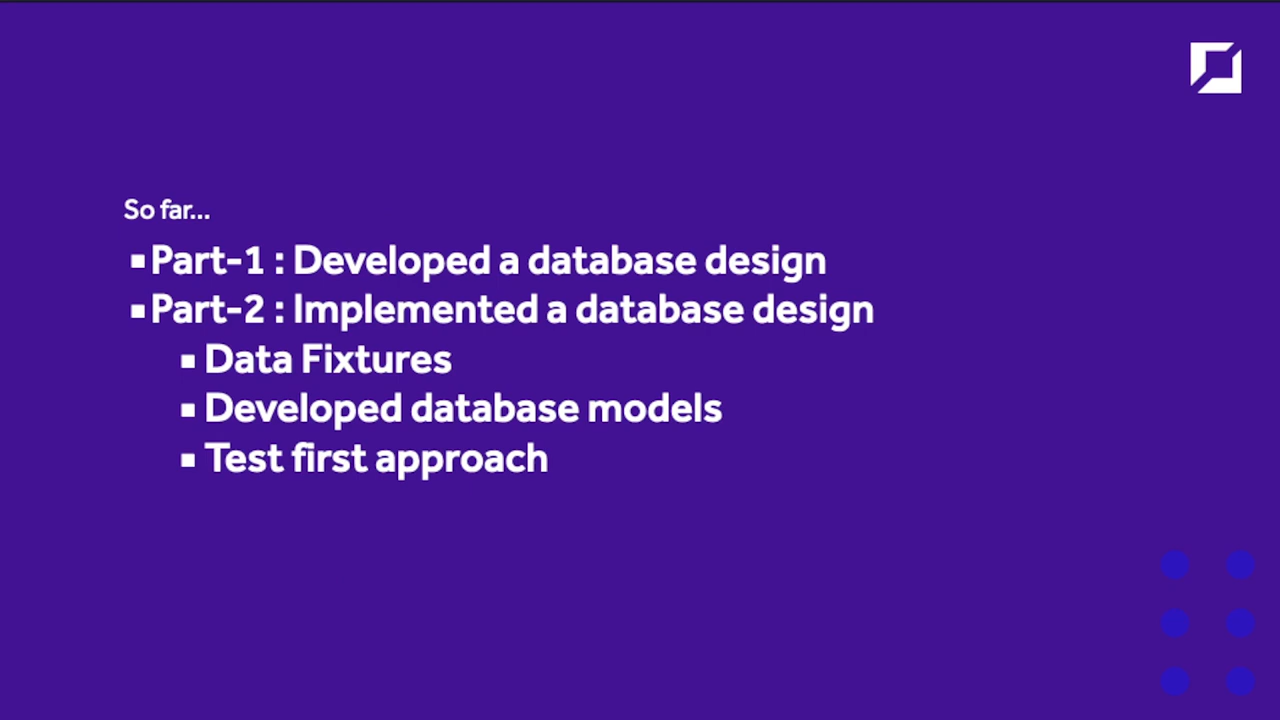 So far...
▪Part-1 : Developed a database design
▪Part-2 : Implemented a database design
▪ Data Fixtures
▪ Developed database models
▪ Test first approach